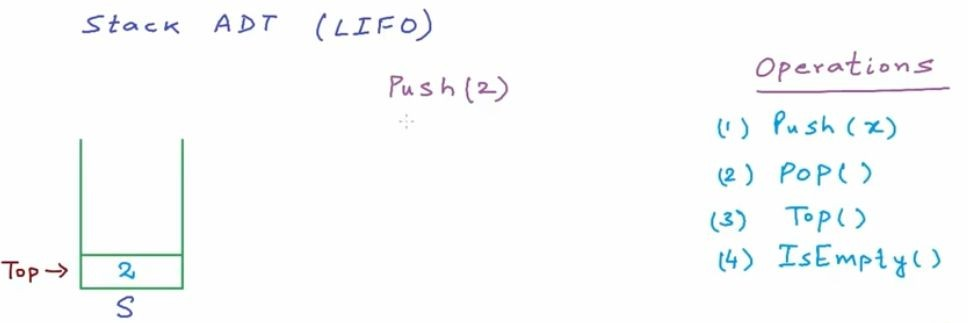 Stack ADT (LIFO)
Push(2)
Operations
(1) Push(x)
(2) Pop()
(3) Top()
(4) IsEmpty()
Top→ 2
S